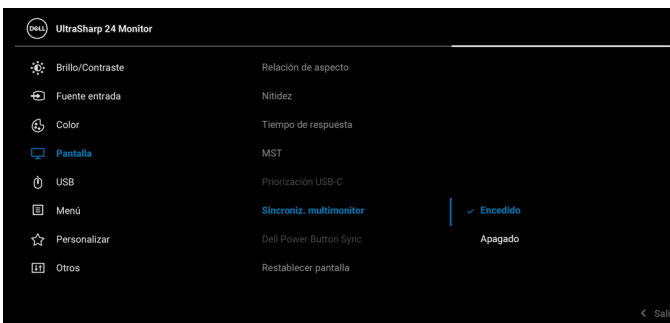 DELL
UltraSharp 24 Monitor
Brillo/Contraste
Fuente entrada
Color
Pantalla
USB
Menú
Personalizar
Otros
Relación de aspecto
Nitidez
Tiempo de respuesta
MST
Priorización USB-C
Sincroniz. multimonitor
Dell Power Button Sync
Restablecer pantalla
Encedido
Apagado